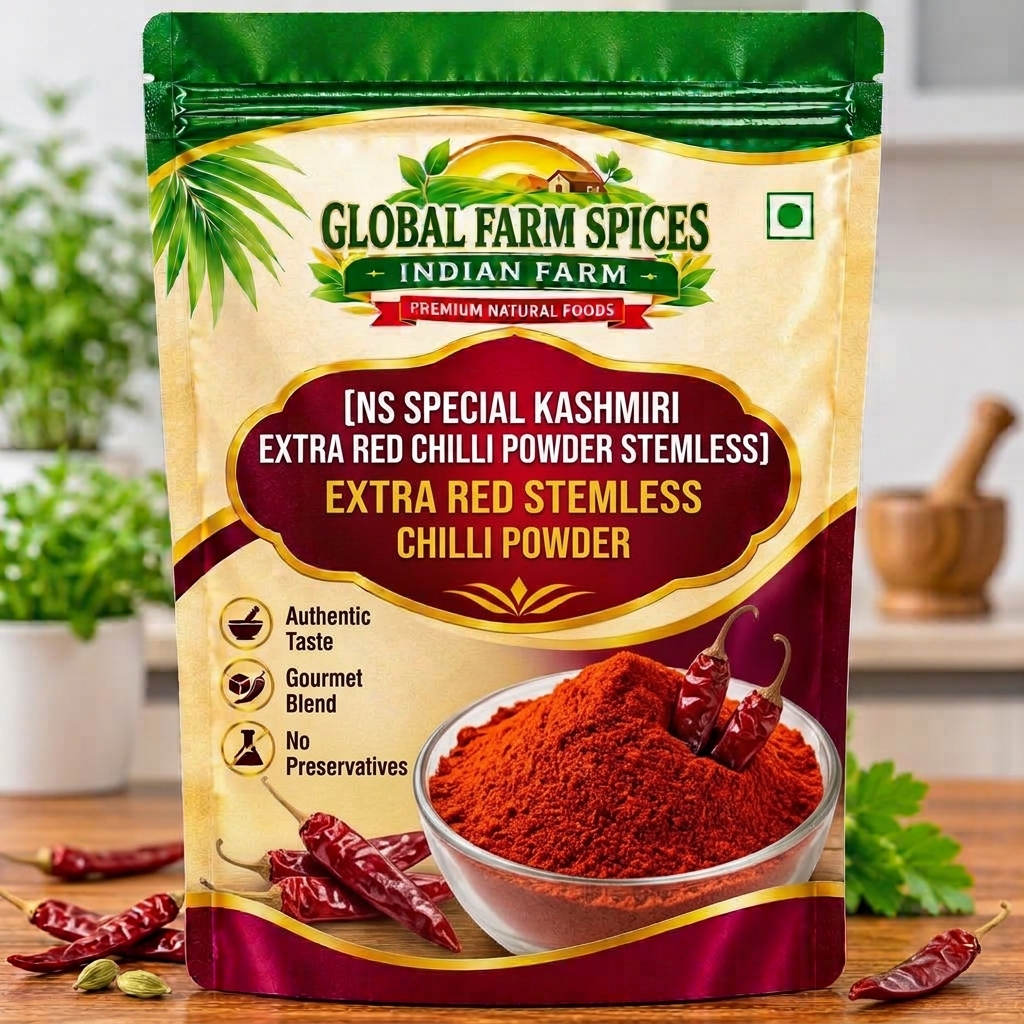 GLOBAL FARM SPICES
INDIAN FARM
PREMIUM NATURAL FOODS
[NS SPECIAL KASHMIRI
EXTRA RED CHILLI POWDER STEMLESS]
EXTRA RED STEMLESS
CHILLI POWDER
Authentic
Taste
Gourmet
Blend
No
Preservatives